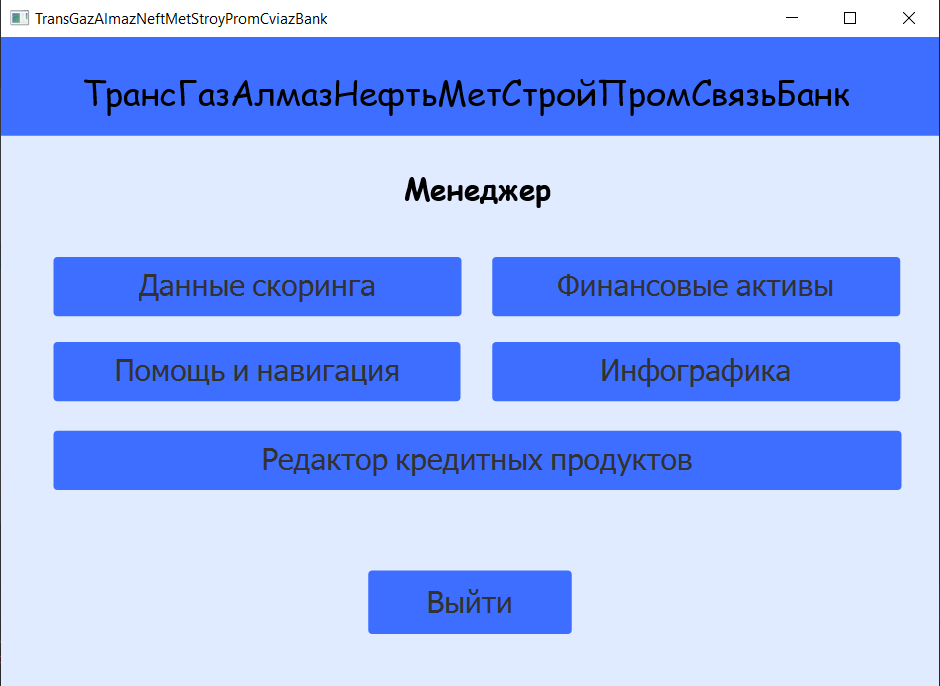 TransGazAlmazNeftMetStroyPromCviazBank
ТрансГазАлмазНефтьМетСтройПромСвязьБанк
Менеджер
Данные скоринга
Финансовые активы
Помощь и навигация
Инфографика
Редактор кредитных продуктов
Выйти